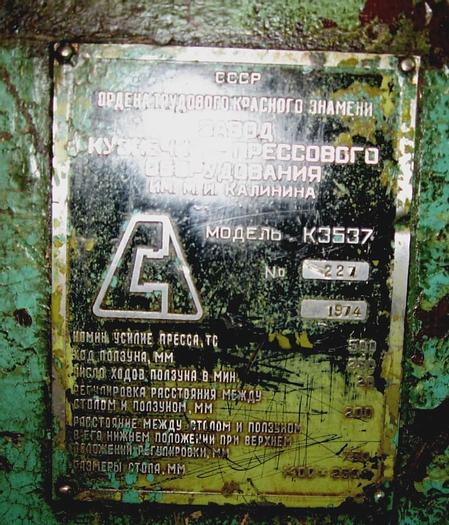 СССР
ОРДЕНА ТРУДОВОГО КРАСНОГО ЗНАМЕНИ
ЗАВОД
ПРЕССОВОГО
ОБОРУДОВАНИЯ
ИМ. М.И. КАЛИНИНА
МОДЕЛЬ К3537
No 227
1974
НОМИН. УСИЛИЕ ПРЕССА, ТС 500
ХОД ПОЛЗУНА, ММ
ЧИСЛО ХОДОВ ПОЛЗУНА В МИН.
РЕГУЛИРОВКА РАССТОЯНИЯ МЕЖДУ
СТОЛОМ И ПОЛЗУНОМ, ММ 200
РАССТОЯНИЕ МЕЖДУ СТОЛОМ И ПОЛЗУНОМ
В ЕГО НИЖНЕМ ПОЛОЖЕНИИ ПРИ ВЕРХНЕМ
ПОЛОЖЕНИИ РЕГУЛИРОВКИ, ММ
РАЗМЕРЫ СТОЛА, ММ